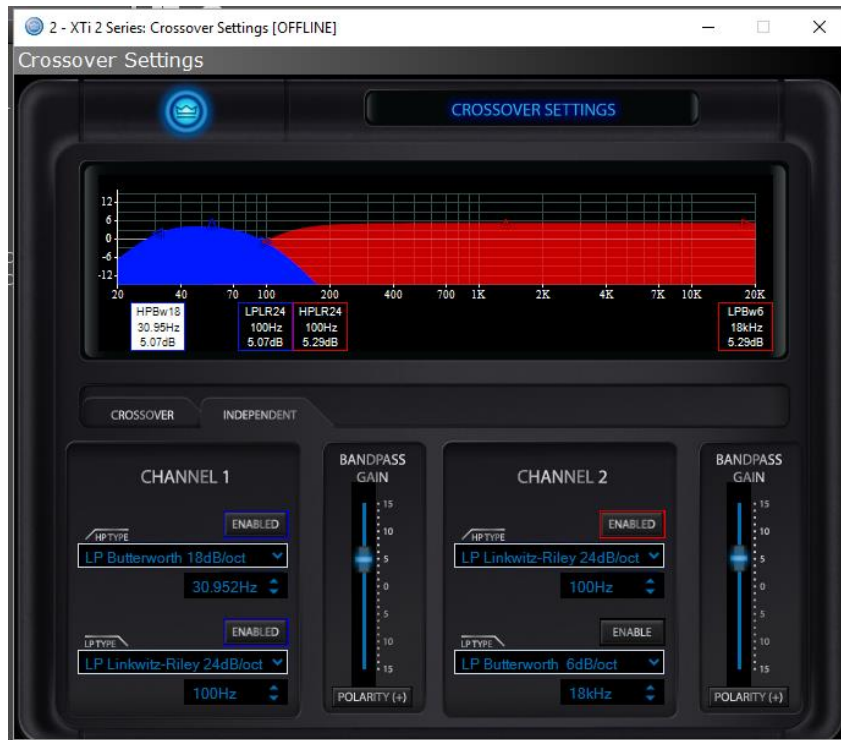 2 - XTi 2 Series: Crossover Settings [OFFLINE]
Crossover Settings
CROSSOVER SETTINGS
12
6
0
-6
-12
20 40 70 100 200 400 700 1K 2K 4K 7K 10K 20K
HPBw18 LPLR24 HPLR24 LPBw6
30.95Hz 100Hz 100Hz 18kHz
5.07dB 5.07dB 5.29dB 5.29dB
CROSSOVER INDEPENDENT
CHANNEL 1
ENABLED
HP TYPE
LP Butterworth 18dB/oct
30.952Hz
ENABLED
LP TYPE
LP Linkwitz-Riley 24dB/oct
100Hz
BANDPASS
GAIN
15
10
5
0
5
10
15
POLARITY (+)
CHANNEL 2
ENABLED
HP TYPE
LP Linkwitz-Riley 24dB/oct
100Hz
ENABLE
LP TYPE
LP Butterworth 6dB/oct
18kHz
BANDPASS
GAIN
15
10
5
0
5
10
15
POLARITY (+)